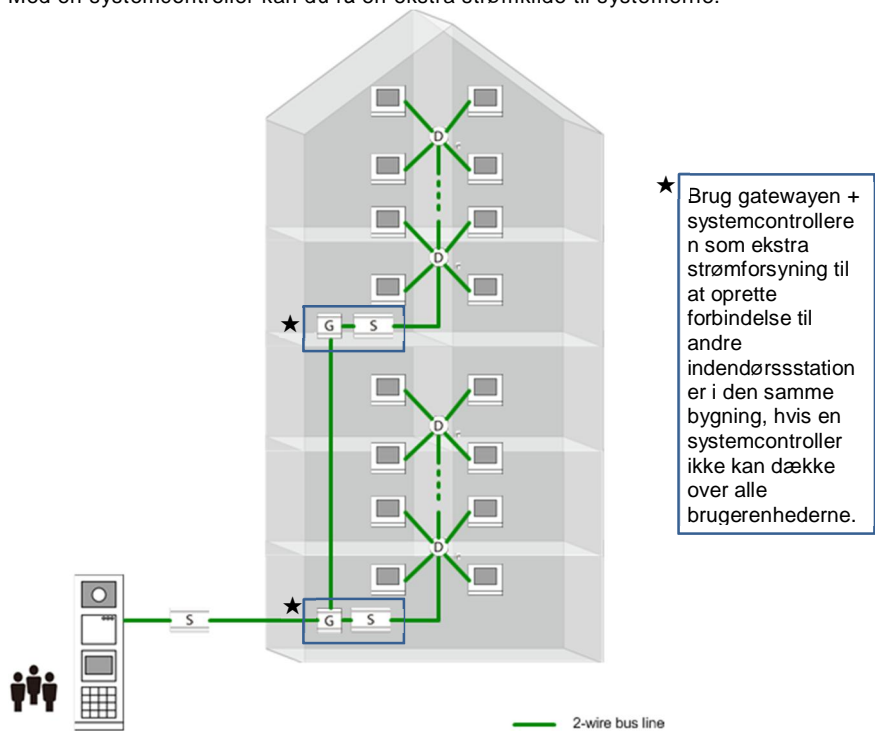 Med en systemcontroller kan du få en ekstra strømkilde til systemerne.
D
D
★
G S
D
D
★
G S
S
★ Brug gatewayen +
systemcontrollere
n som ekstra
strømforsyning til
at oprette
forbindelse til
andre
indendørssstation
er i den samme
bygning, hvis en
systemcontroller
ikke kan dække
over alle
brugerenhederne.
2-wire bus line